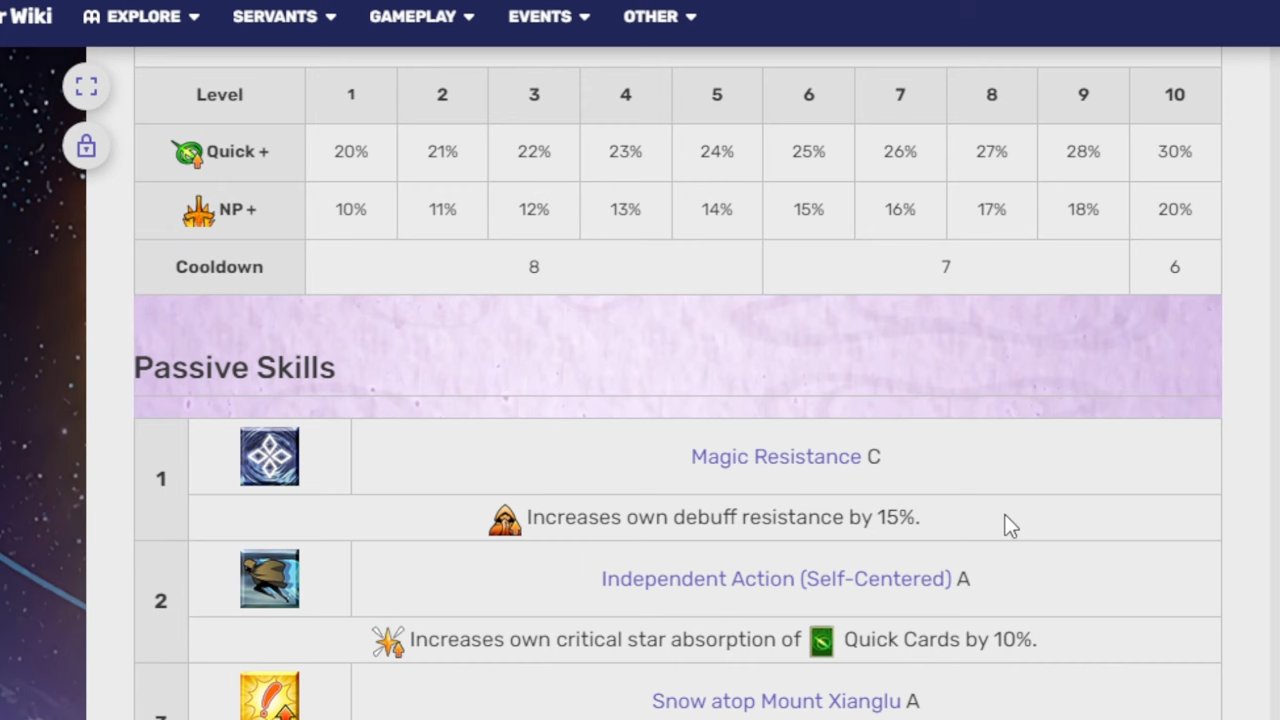 r Wiki EXPLORE SERVANTS GAMEPLAY EVENTS OTHER
Level 1 2 3 4 5 6 7 8 9 10
Quick + 20% 21% 22% 23% 24% 25% 26% 27% 28% 30%
NP + 10% 11% 12% 13% 14% 15% 16% 17% 18% 20%
Cooldown 8 7 6
Passive Skills
1 Magic Resistance C
Increases own debuff resistance by 15%.
2 Independent Action (Self-Centered) A
Increases own critical star absorption of Quick Cards by 10%.
Snow atop Mount Xianglu A